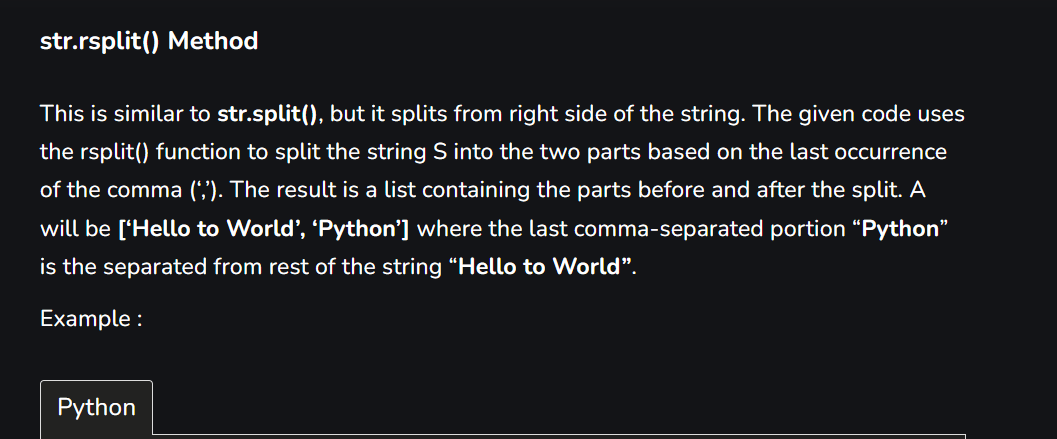 str.rsplit() Method
This is similar to str.split(), but it splits from right side of the string. The given code uses
the rsplit() function to split the string S into the two parts based on the last occurrence
of the comma (‘,’). The result is a list containing the parts before and after the split. A
will be [‘Hello to World’, ‘Python’] where the last comma-separated portion “Python”
is the separated from rest of the string “Hello to World”.
Example :
Python